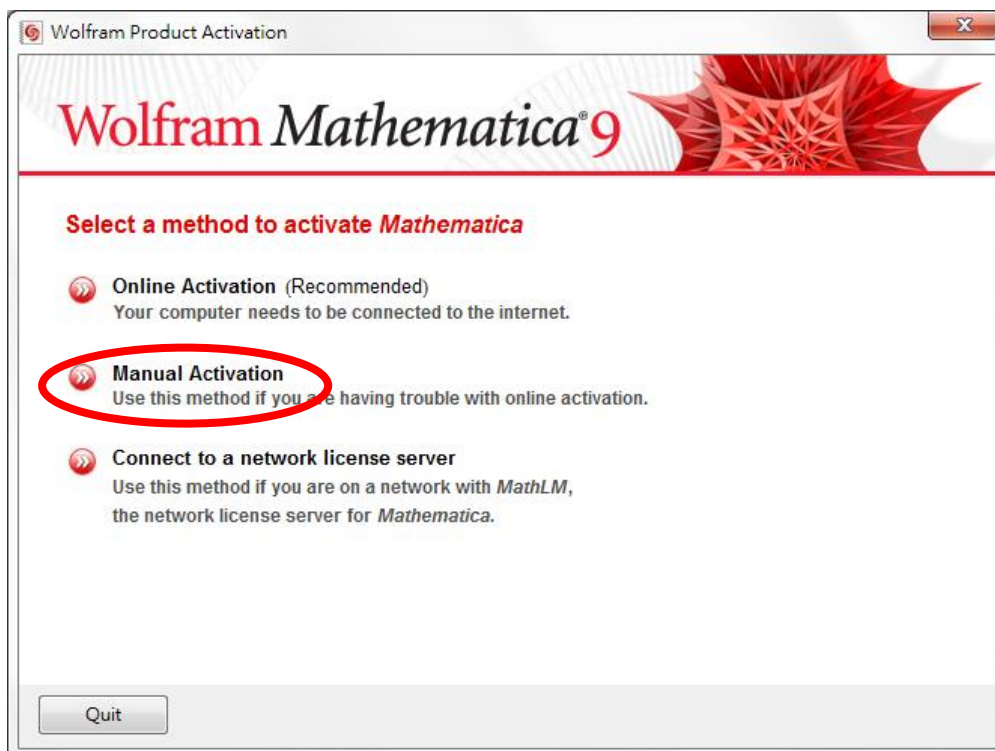 Wolfram Product Activation
Wolfram Mathematica®9
Select a method to activate Mathematica
Online Activation (Recommended)
Your computer needs to be connected to the internet.
Manual Activation
Use this method if you are having trouble with online activation.
Connect to a network license server
Use this method if you are on a network with MathLM,
the network license server for Mathematica.
Quit